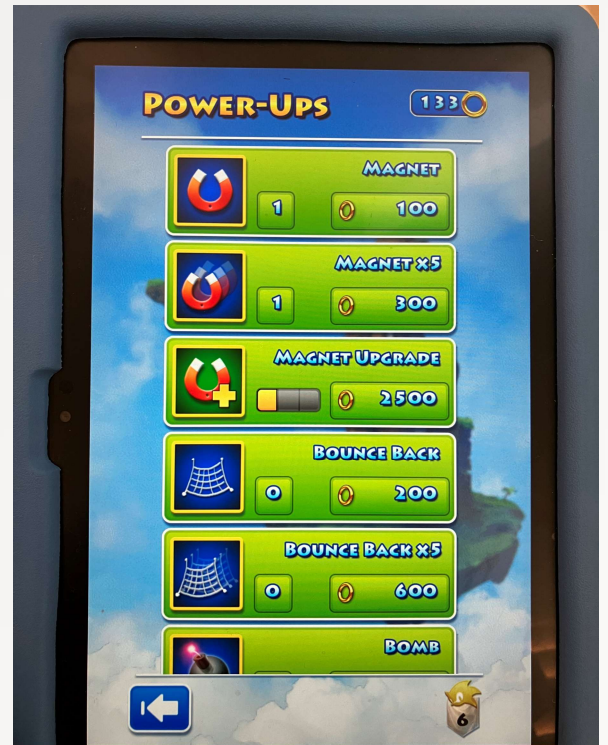 POWER-UPS
133
MAGNET
1
100
MAGNET X5
1
300
MAGNET UPGRADE
2500
BOUNCE BACK
0
200
BOUNCE BACK X5
0
600
BOMB
6